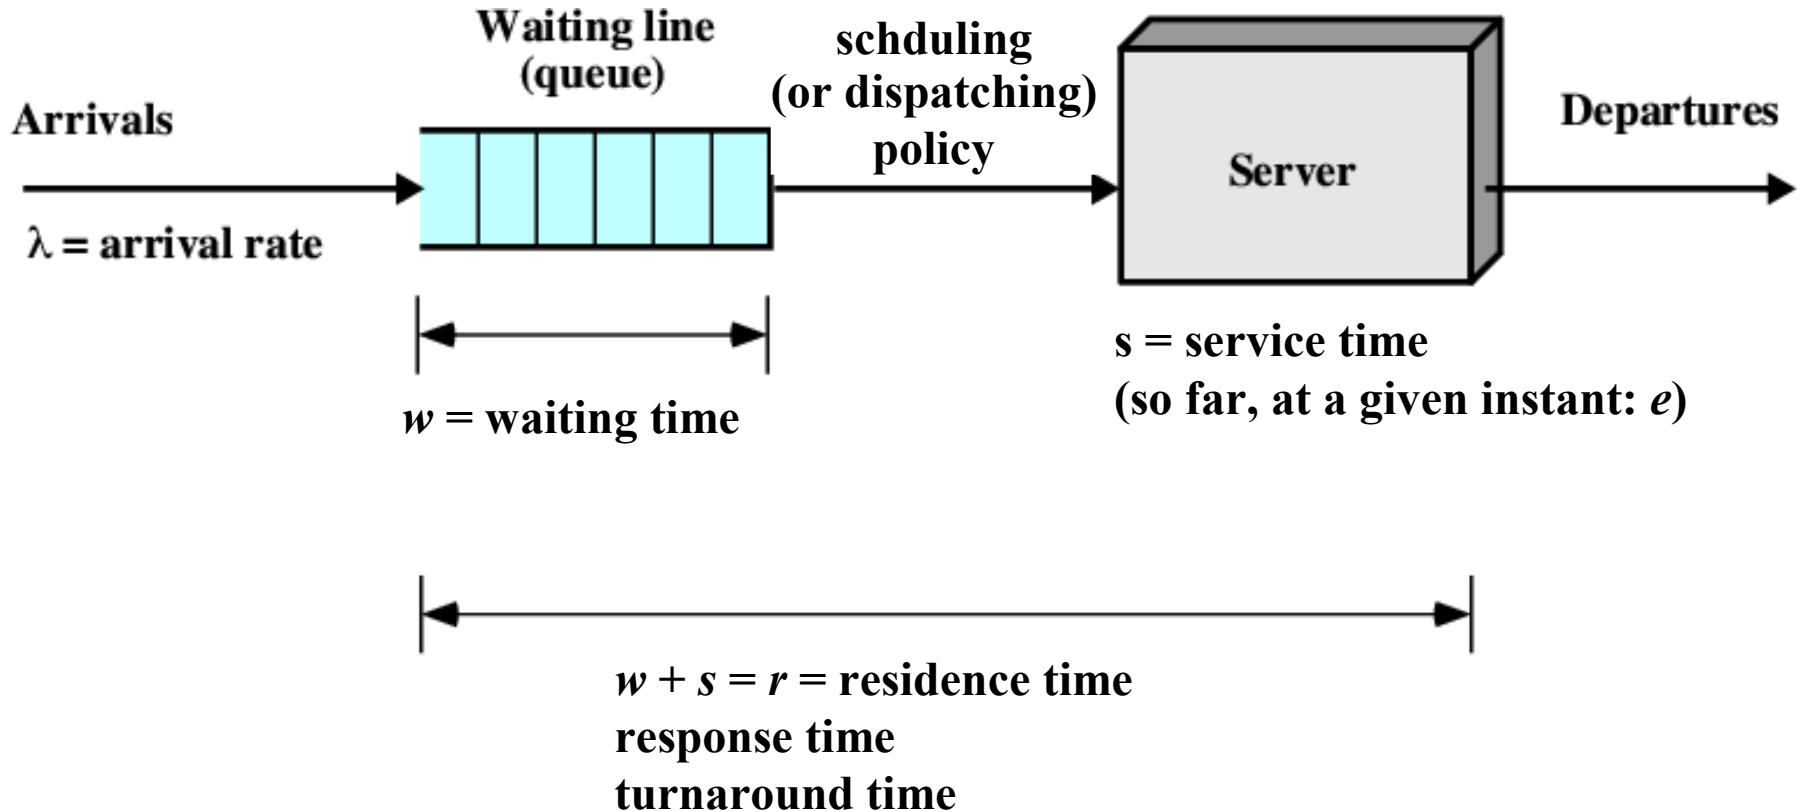 Waiting line
(queue)
schduling
(or dispatching)
policy
Arrivals
Departures
Server
λ = arrival rate
s = service time
(so far, at a given instant: e)
w = waiting time
w + s = r = residence time
response time
turnaround time